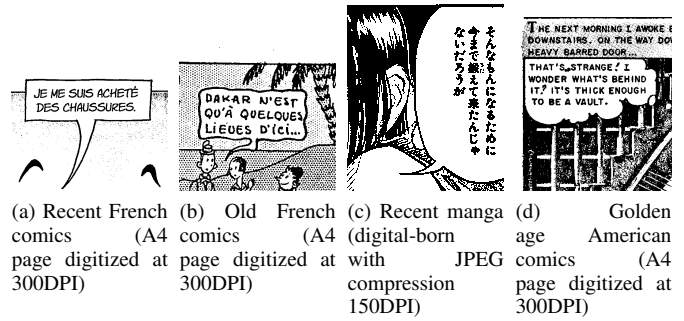 JE ME SUIS ACHETÉ
DES CHAUSSURES.
DAKAR N'EST
QU'À QUELQUES
LIEUES D'ICI...
そんなもんになるために
今まで鍛えて来たんじゃ
ないだろうが
THE NEXT MORNING I AWOKE
DOWNSTAIRS. ON THE WAY
HEAVY BARRED DOOR...
THAT'S STRANGE! I
WONDER WHAT'S BEHIND
IT? IT'S THICK ENOUGH
TO BE A VAULT.
(a) Recent French
comics (A4
page digitized at
300DPI)
(b) Old French
comics (A4
page digitized at
300DPI)
(c) Recent manga
(digital-born
with JPEG
compression
150DPI)
(d) Golden
age American
comics (A4
page digitized at
300DPI)